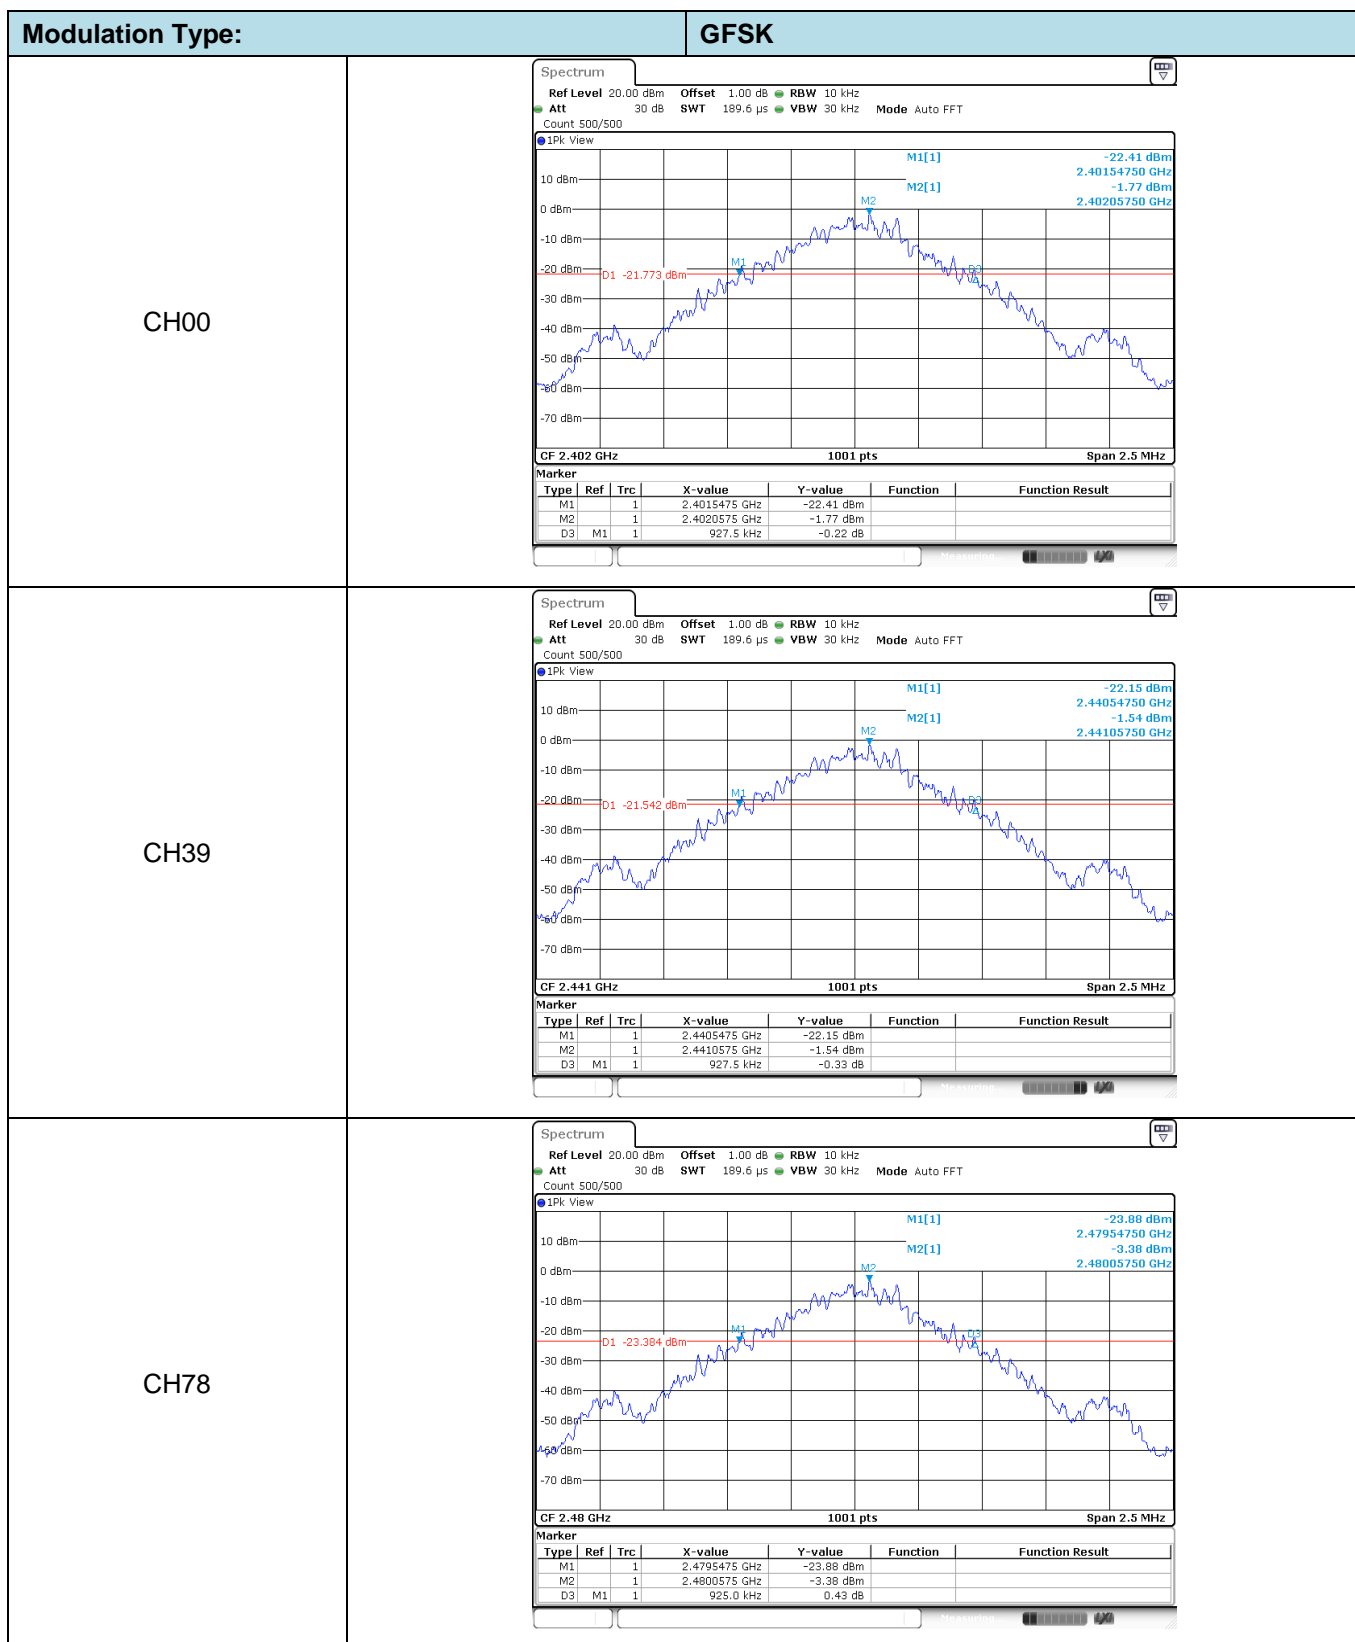 Modulation Type: GFSK
CH00
Spectrum
Ref Level 20.00 dBm Offset 1.00 dB RBW 10 kHz
Att 30 dB SWT 189.6 µs VBW 30 kHz Mode Auto FFT
Count 500/500
1Pk View
M1[1] -22.41 dBm
2.40154750 GHz
M2[1] -1.77 dBm
2.40205750 GHz
10 dBm
M2
0 dBm
-10 dBm
M1
-20 dBm
D3
D1 -21.773 dBm
-30 dBm
-40 dBm
-50 dBm
-60 dBm
-70 dBm
CF 2.402 GHz 1001 pts Span 2.5 MHz
Marker
Type Ref Trc X-value Y-value Function Function Result
M1 1 2.4015475 GHz -22.41 dBm
M2 1 2.4020575 GHz -1.77 dBm
D3 M1 1 927.5 kHz -0.22 dB
Measuring...
CH39
Spectrum
Ref Level 20.00 dBm Offset 1.00 dB RBW 10 kHz
Att 30 dB SWT 189.6 µs VBW 30 kHz Mode Auto FFT
Count 500/500
1Pk View
M1[1] -22.15 dBm
2.44054750 GHz
M2[1] -1.54 dBm
2.44105750 GHz
10 dBm
M2
0 dBm
-10 dBm
M1
-20 dBm
D3
D1 -21.542 dBm
-30 dBm
-40 dBm
-50 dBm
-60 dBm
-70 dBm
CF 2.441 GHz 1001 pts Span 2.5 MHz
Marker
Type Ref Trc X-value Y-value Function Function Result
M1 1 2.4405475 GHz -22.15 dBm
M2 1 2.4410575 GHz -1.54 dBm
D3 M1 1 927.5 kHz -0.33 dB
Measuring...
CH78
Spectrum
Ref Level 20.00 dBm Offset 1.00 dB RBW 10 kHz
Att 30 dB SWT 189.6 µs VBW 30 kHz Mode Auto FFT
Count 500/500
1Pk View
M1[1] -23.88 dBm
2.47954750 GHz
M2[1] -3.38 dBm
2.48005750 GHz
10 dBm
M2
0 dBm
-10 dBm
M1
-20 dBm
D3
D1 -23.384 dBm
-30 dBm
-40 dBm
-50 dBm
-60 dBm
-70 dBm
CF 2.48 GHz 1001 pts Span 2.5 MHz
Marker
Type Ref Trc X-value Y-value Function Function Result
M1 1 2.4795475 GHz -23.88 dBm
M2 1 2.4800575 GHz -3.38 dBm
D3 M1 1 925.0 kHz 0.43 dB
Measuring...